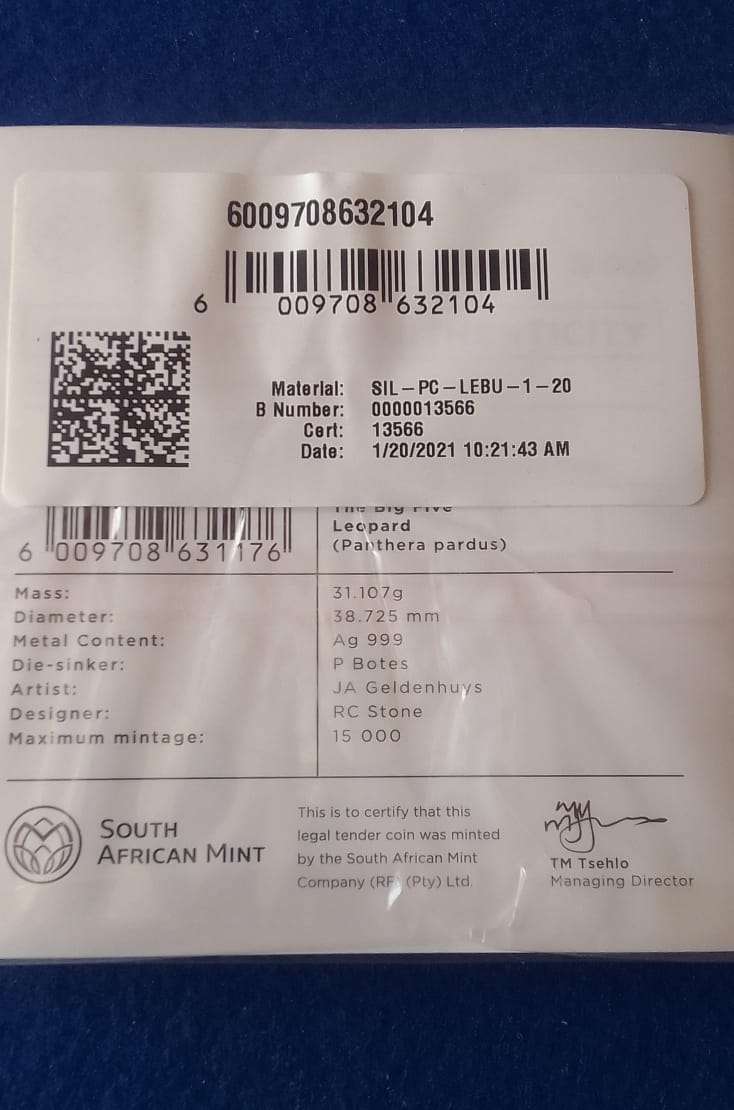 6009708632104
6 009708 632104
Material: SIL-PC-LEBU-1-20
B Number: 0000013566
Cert: 13566
Date: 1/20/2021 10:21:43 AM
The Big Five
Leopard
(Panthera pardus)
6 009708 631176
Mass: 31.107g
Diameter: 38.725 mm
Metal Content: Ag 999
Die-sinker: P Botes
Artist: JA Geldenhuys
Designer: RC Stone
Maximum mintage: 15 000
SOUTH
AFRICAN MINT
This is to certify that this
legal tender coin was minted
by the South African Mint
Company (RF) (Pty) Ltd.
TM Tsehlo
Managing Director